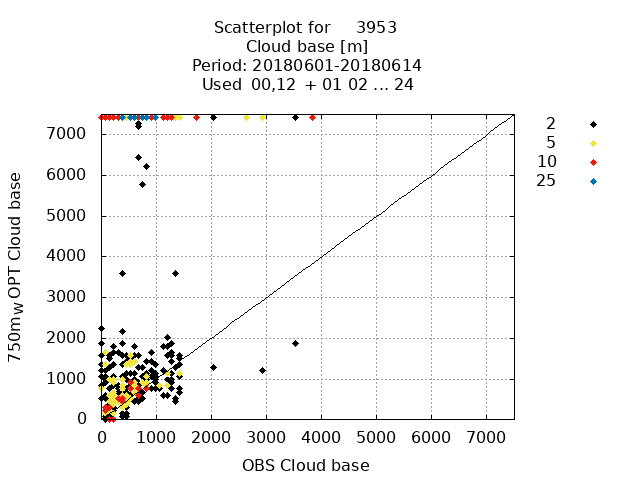 Scatterplot for 3953
Cloud base [m]
Period: 20180601-20180614
Used 00,12 + 01 02 ... 24
2
5
10
25
7000
6000
5000
4000
3000
2000
1000
0
750mWOPT Cloud base
0 1000 2000 3000 4000 5000 6000 7000
OBS Cloud base